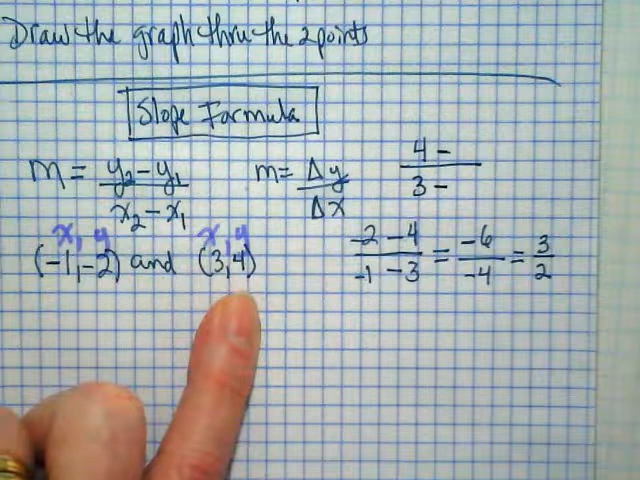 Draw the graph thru the 2 points
Slope Formula
m = y₂-y₁ / x₂-x₁
m = Δy / Δx
4 - / 3 -
x, y x, y
(-1,-2) and (3,4)
-2 -4 / -1 -3 = -6 / -4 = 3 / 2